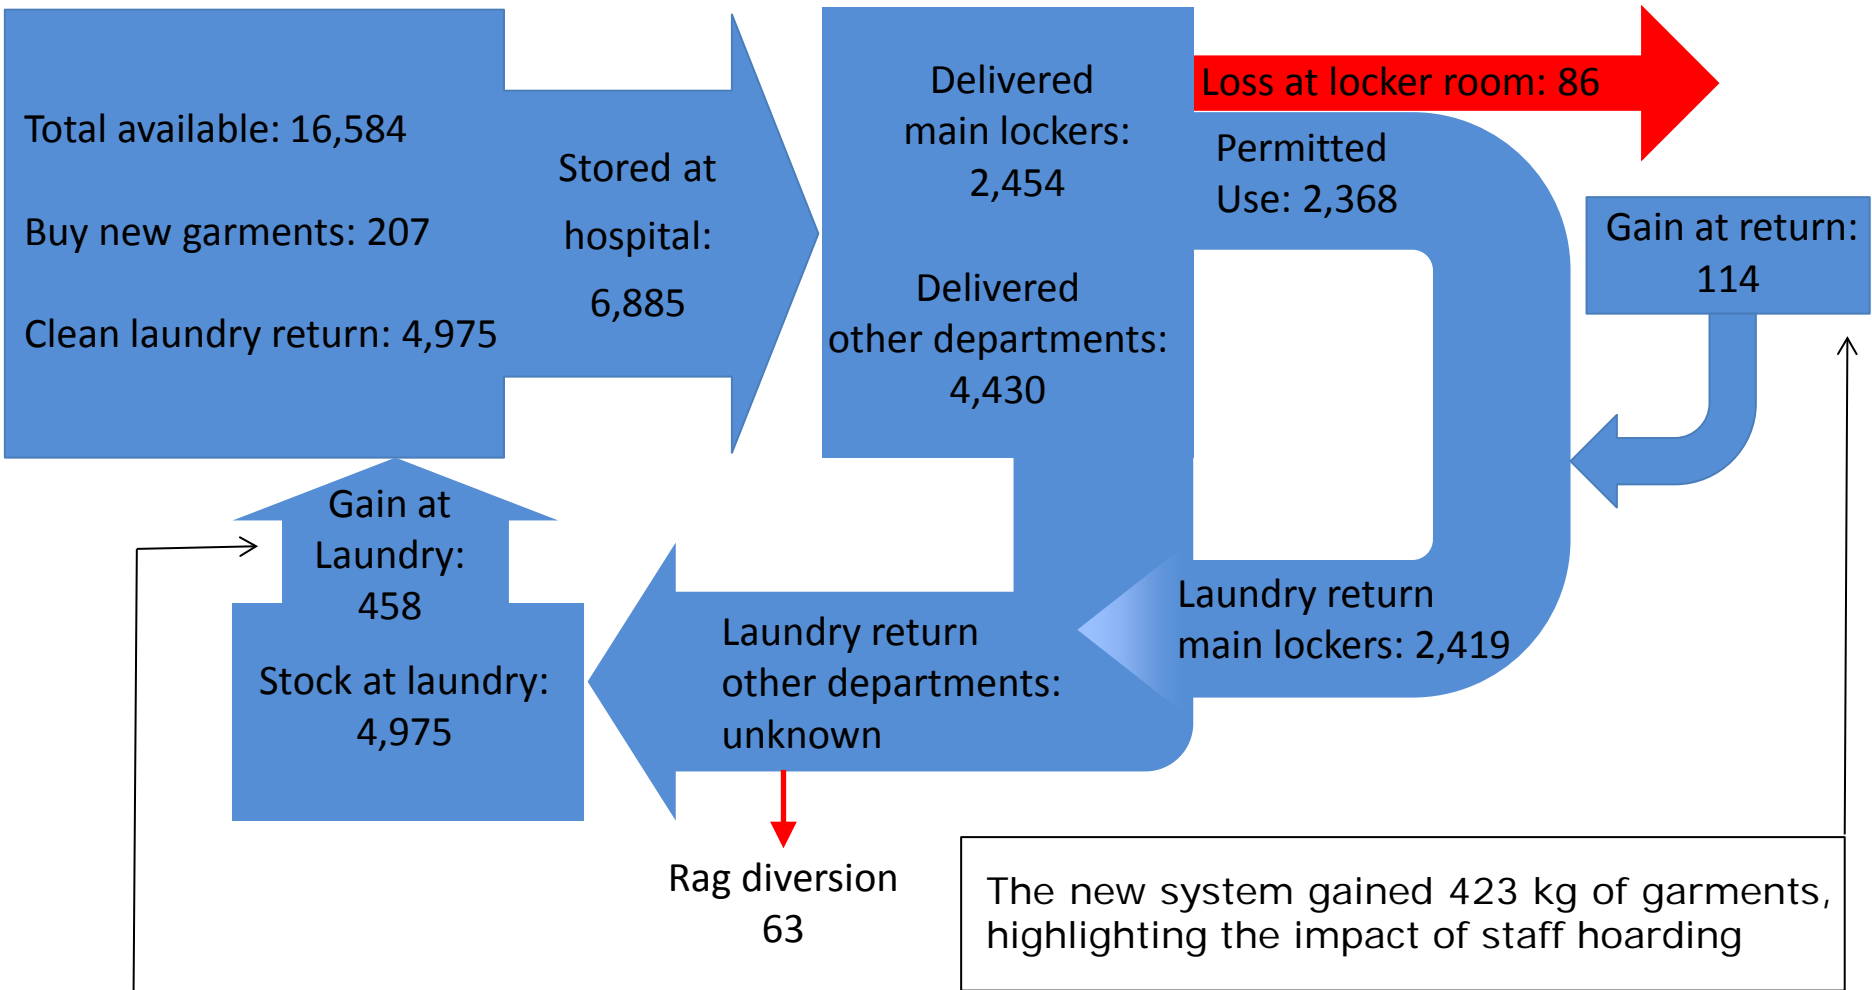 Total available: 16,584
Buy new garments: 207
Clean laundry return: 4,975
Stored at
hospital:
6,885
Delivered
main lockers:
2,454
Delivered
other departments:
4,430
Loss at locker room: 86
Permitted
Use: 2,368
Gain at return:
114
Gain at
Laundry:
458
Stock at laundry:
4,975
Laundry return
other departments:
unknown
Laundry return
main lockers: 2,419
Rag diversion
63
The new system gained 423 kg of garments,
highlighting the impact of staff hoarding